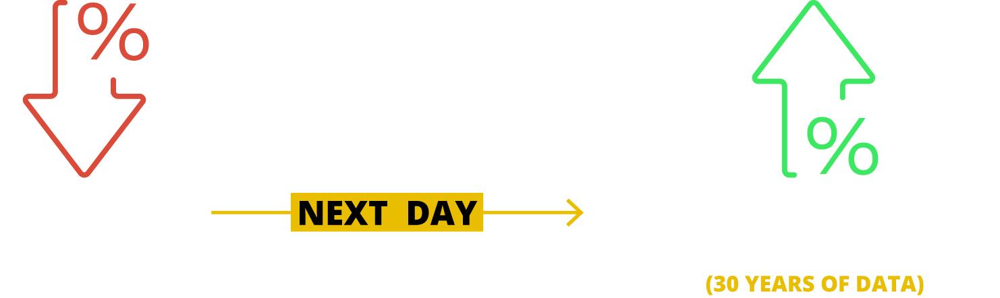 %
%
NEXT DAY
(30 YEARS OF DATA)